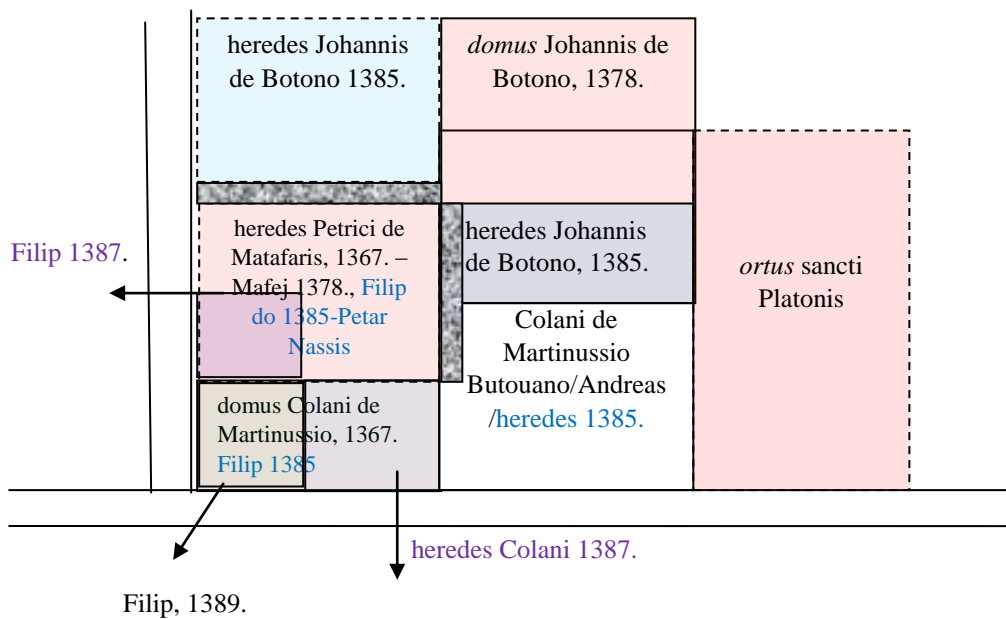 heredes Johannis
de Botono 1385.
domus Johannis de
Botono, 1378.
Filip 1387.
heredes Petrici de
Matafaris, 1367. –
Mafej 1378., Filip
do 1385-Petar
Nassis
heredes Johannis
de Botono, 1385.
ortus sancti
Platonis
Colani de
Martinussio
Butouano/Andreas
/heredes 1385.
domus Colani de
Martinussio, 1367.
Filip 1385
heredes Colani 1387.
Filip, 1389.